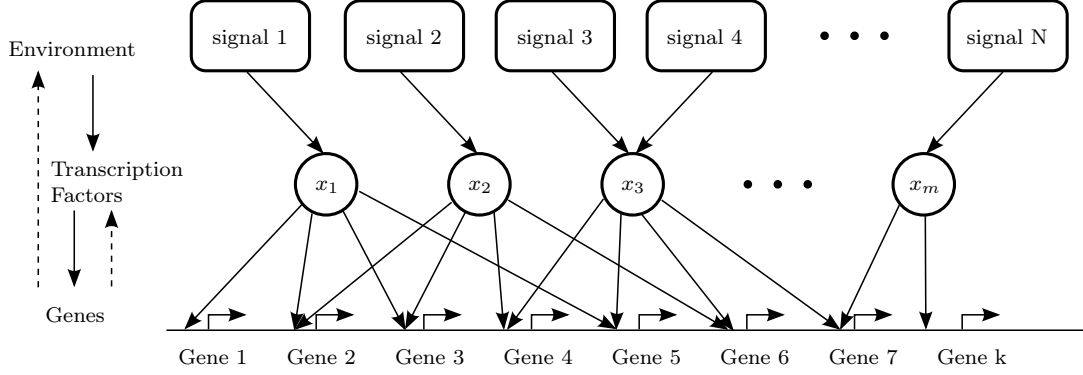 signal 1
signal 2
signal 3
signal 4
signal N
Environment
Transcription
Factors
x₁
x₂
x₃
xₘ
Genes
Gene 1
Gene 2
Gene 3
Gene 4
Gene 5
Gene 6
Gene 7
Gene k